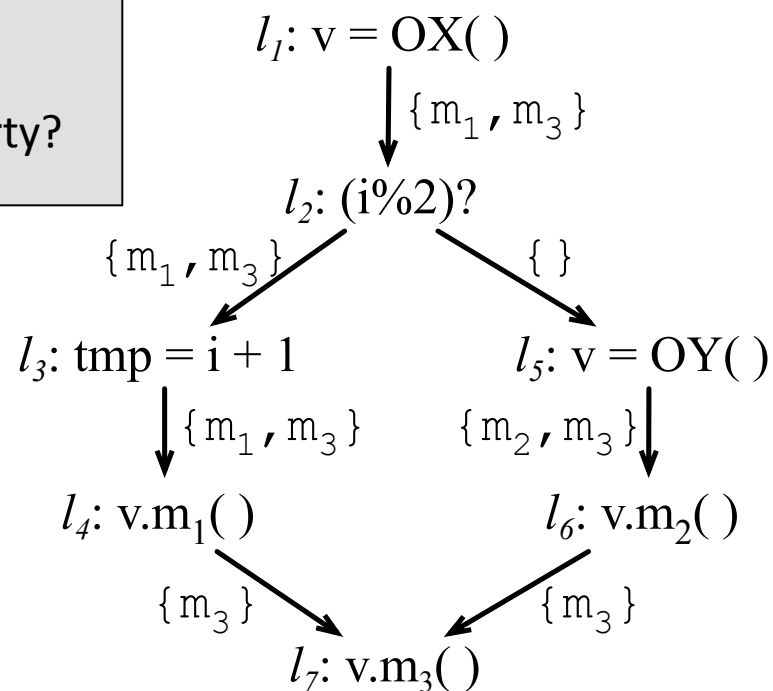 rty?
l₁: v = OX( )
{m₁,m₃}
l₂: (i%2)?
{m₁,m₃} { }
l₃: tmp = i + 1 l₅: v = OY( )
{m₁,m₃} {m₂,m₃}
l₄: v.m₁( ) l₆: v.m₂( )
{m₃} {m₃}
l₇: v.m₃( )